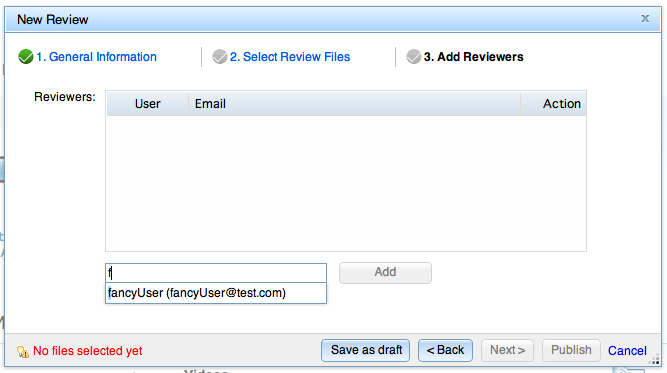 New Review
x
1. General Information
2. Select Review Files
3. Add Reviewers
Reviewers:
User
Email
Action
f
Add
fancyUser (fancyUser@test.com)
No files selected yet
Save as draft
< Back
Next >
Publish
Cancel